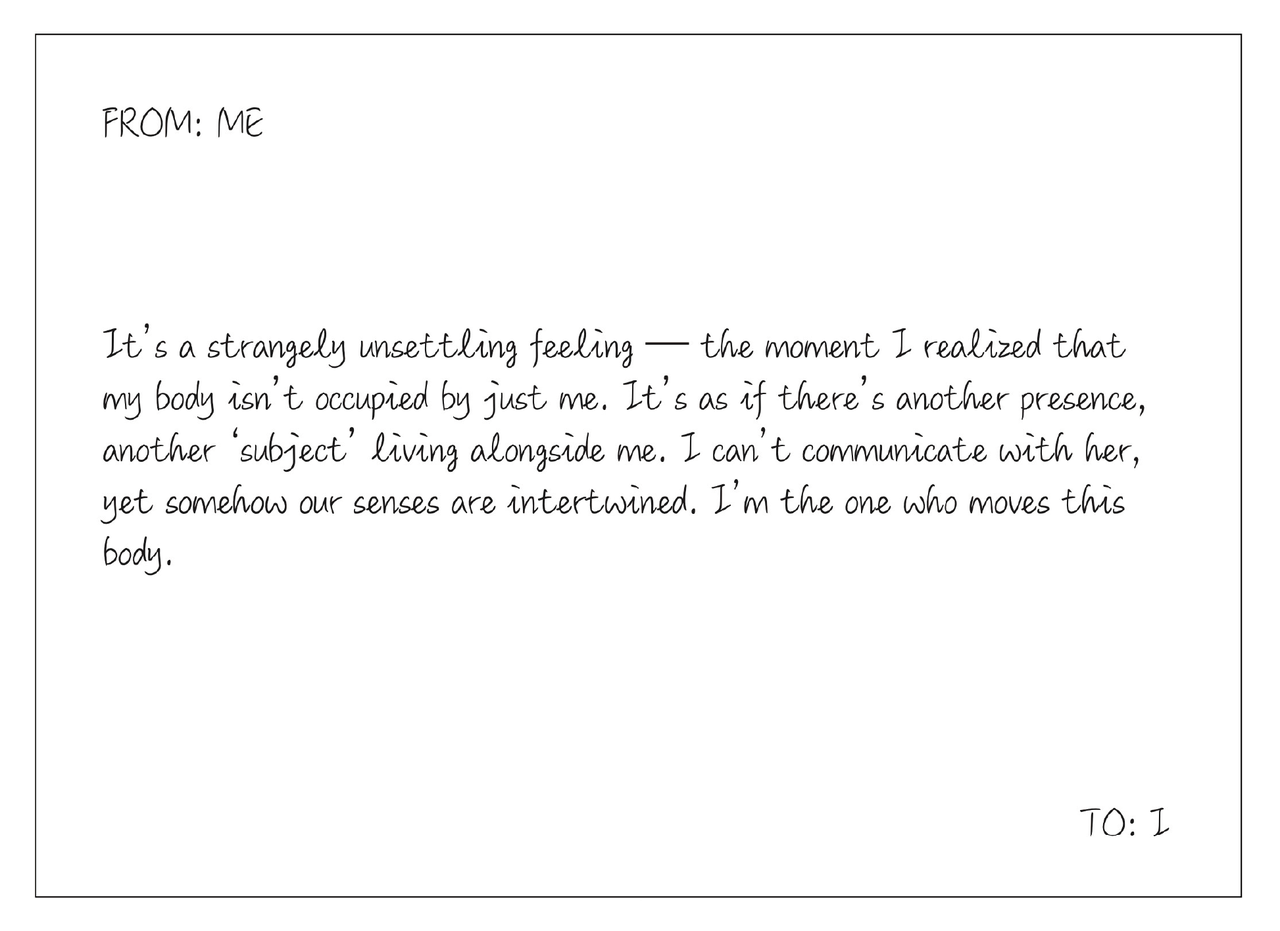 FROM: ME
It's a strangely unsettling feeling — the moment I realized that
my body isn't occupied by just me. It's as if there's another presence,
another ‘subject’ living alongside me. I can't communicate with her,
yet somehow our senses are intertwined. I'm the one who moves this
body.
TO: I